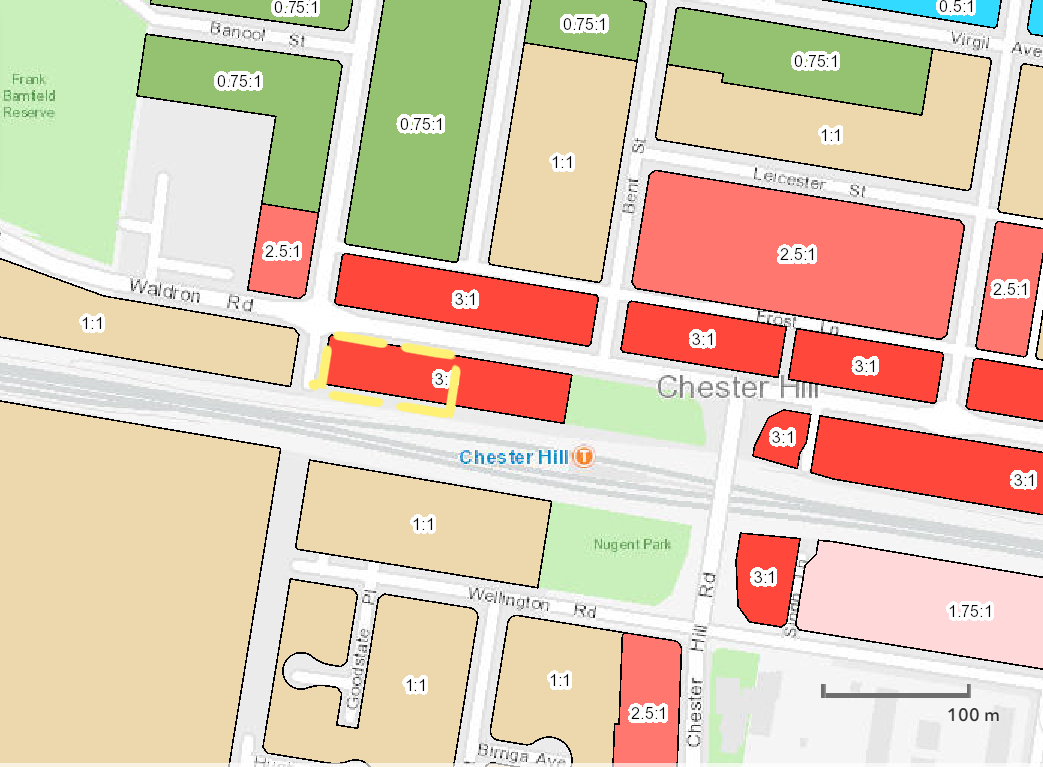 0.75:1
0.5:1
Banool St
0.75:1
Virgil Ave
0.75:1
0.75:1
Frank
Bamfield
Reserve
0.75:1
1:1
1:1
Bent St
Leicester St
2.5:1
2.5:1
2.5:1
Waldron Rd
3:1
1:1
Frost Ln
3:1
3:1
3:
Chester Hill
3:1
Chester Hill T
3:1
1:1
Nugent Park
3:1
Wellington Rd
1.75:1
Goodstate Pl
Chester Hill Rd
1:1
1:1
2.5:1
100 m
Birriga Ave